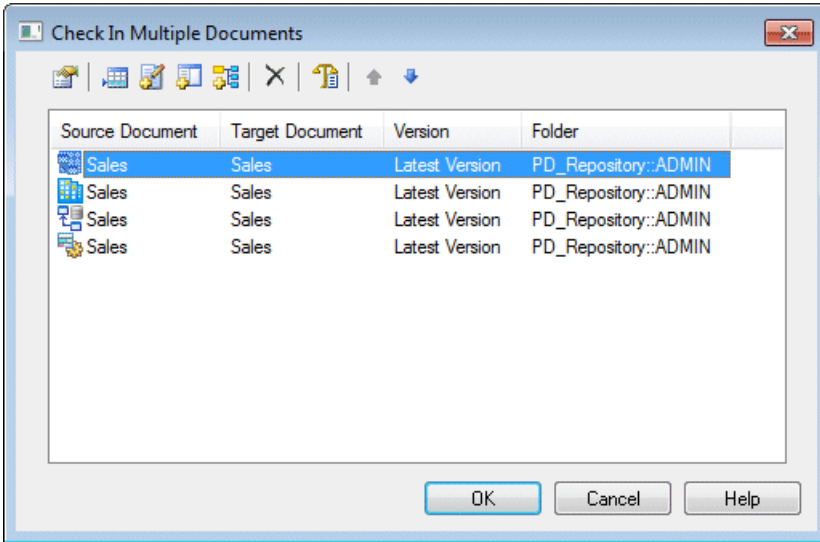 Check In Multiple Documents
Source Document Target Document Version Folder
Sales Sales Latest Version PD_Repository::ADMIN
Sales Sales Latest Version PD_Repository::ADMIN
Sales Sales Latest Version PD_Repository::ADMIN
Sales Sales Latest Version PD_Repository::ADMIN
OK Cancel Help